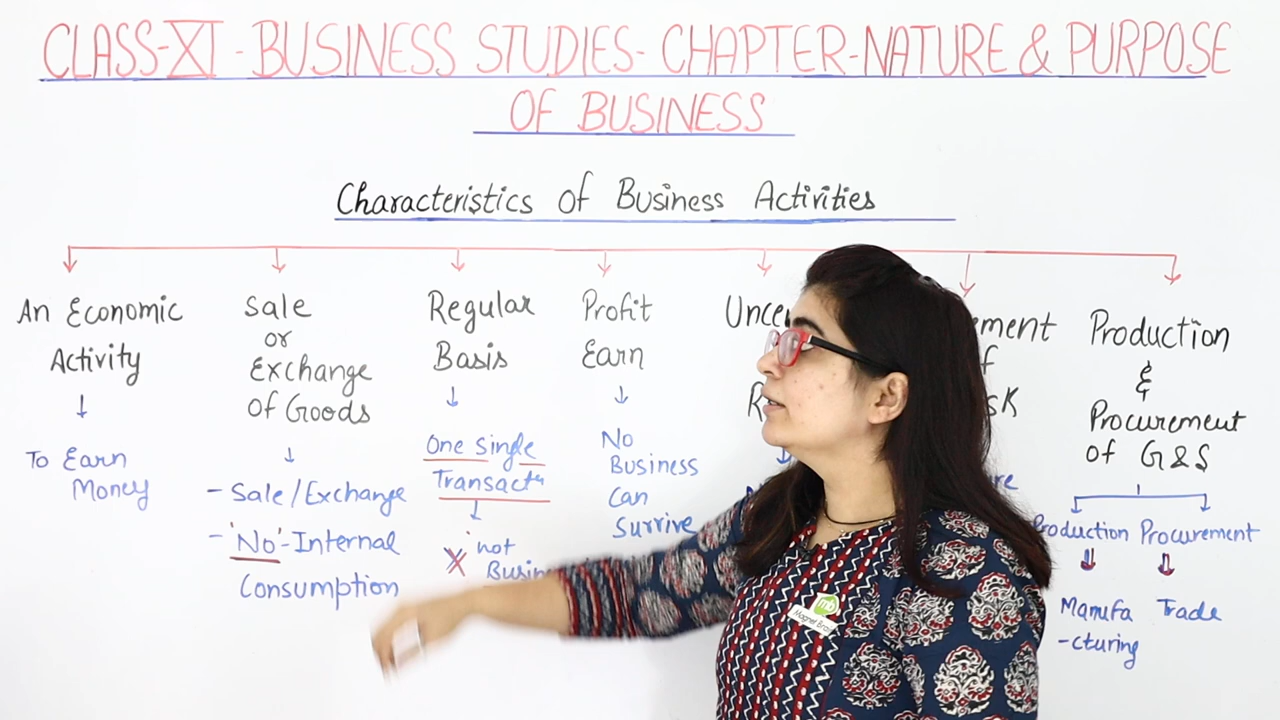 CLASS-XI - BUSINESS STUDIES- CHAPTER-NATURE & PURPOSE
OF BUSINESS
Characteristics of Business Activities
An Economic
Activity
↓
To Earn
Money
Sale
or
Exchange
of Goods
↓
- Sale/Exchange
- 'No'-Internal
Consumption
Regular
Basis
↓
One Single
Transactn
↓
X not
Profit
Earn
↓
No
Business
Can
Survive
Production
&
Procurement
of G&S
Production Procurement
Manufa Trade
-cturing
mb